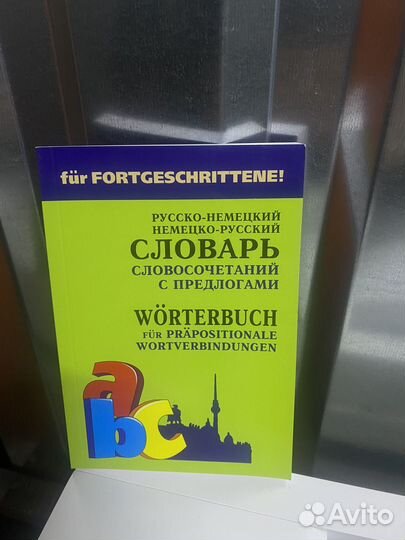 für FORTGESCHRITTENE!
РУССКО-НЕМЕЦКИЙ
НЕМЕЦКО-РУССКИЙ
СЛОВАРЬ
СЛОВОСОЧЕТАНИЙ
С ПРЕДЛОГАМИ
WÖRTERBUCH
FÜR PRÄPOSITIONALE
WORTVERBINDUNGEN
abc
Avito